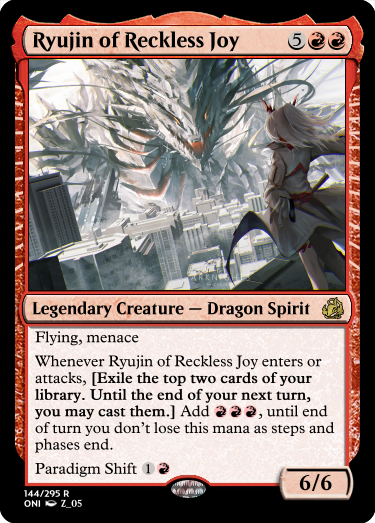 Ryujin of Reckless Joy 5
Legendary Creature — Dragon Spirit
Flying, menace
Whenever Ryujin of Reckless Joy enters or
attacks, [Exile the top two cards of your
library. Until the end of your next turn,
you may cast them.] Add , until end
of turn you don't lose this mana as steps and
phases end.
Paradigm Shift 1
6/6
144/295 R
ONI Z_05